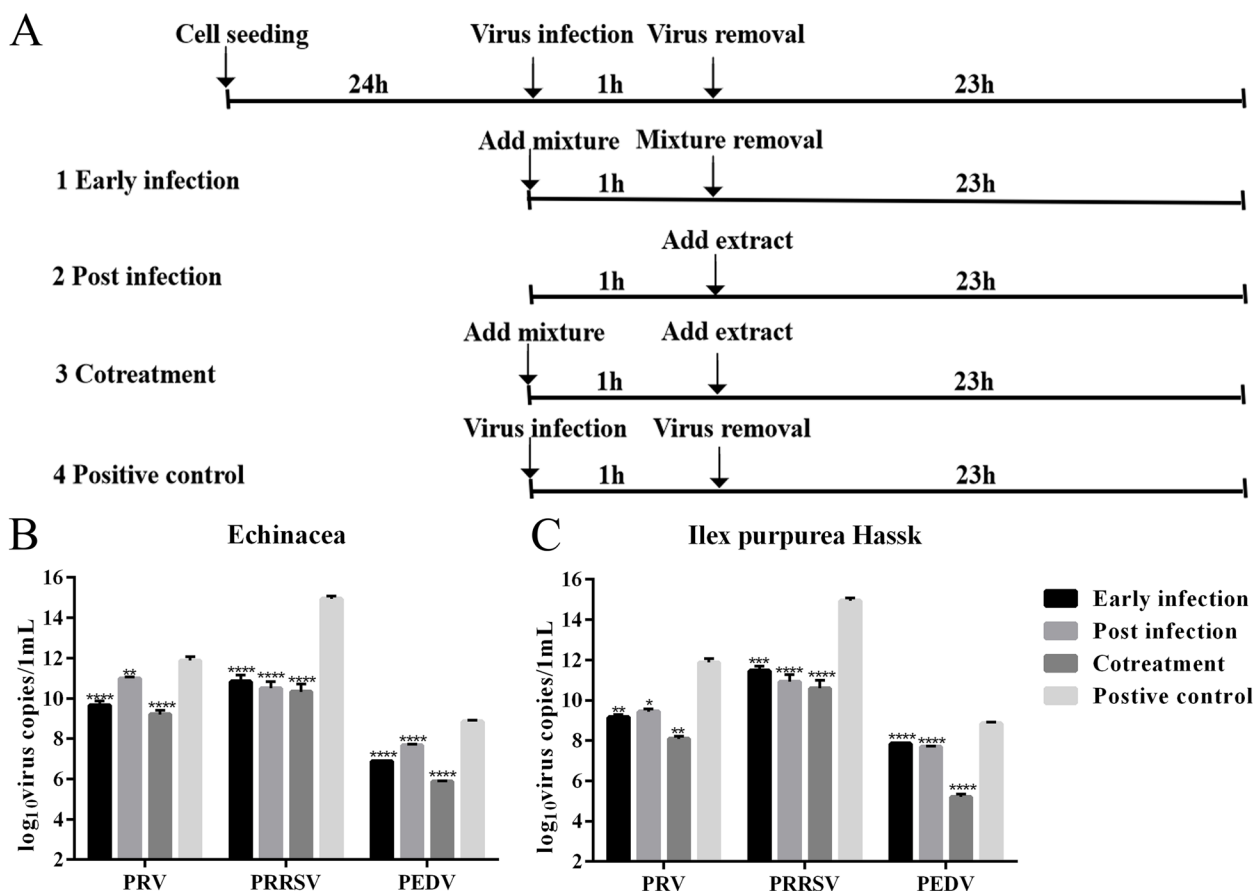 A
Cell seeding
Virus infection
Virus removal
24h
1h
23h
Add mixture
Mixture removal
1 Early infection
1h
23h
Add extract
2 Post infection
1h
23h
Add mixture
Add extract
3 Cotreatment
1h
23h
Virus infection
Virus removal
4 Positive control
1h
23h
B
Echinacea
log10virus copies/1mL
16
14
12
10
8
6
4
2
****
**
****
****
****
****
****
****
****
PRV
PRRSV
PEDV
C
Ilex purpurea Hassk
log10virus copies/1mL
16
14
12
10
8
6
4
2
**
*
**
***
****
****
****
****
****
PRV
PRRSV
PEDV
Early infection
Post infection
Cotreatment
Postive control